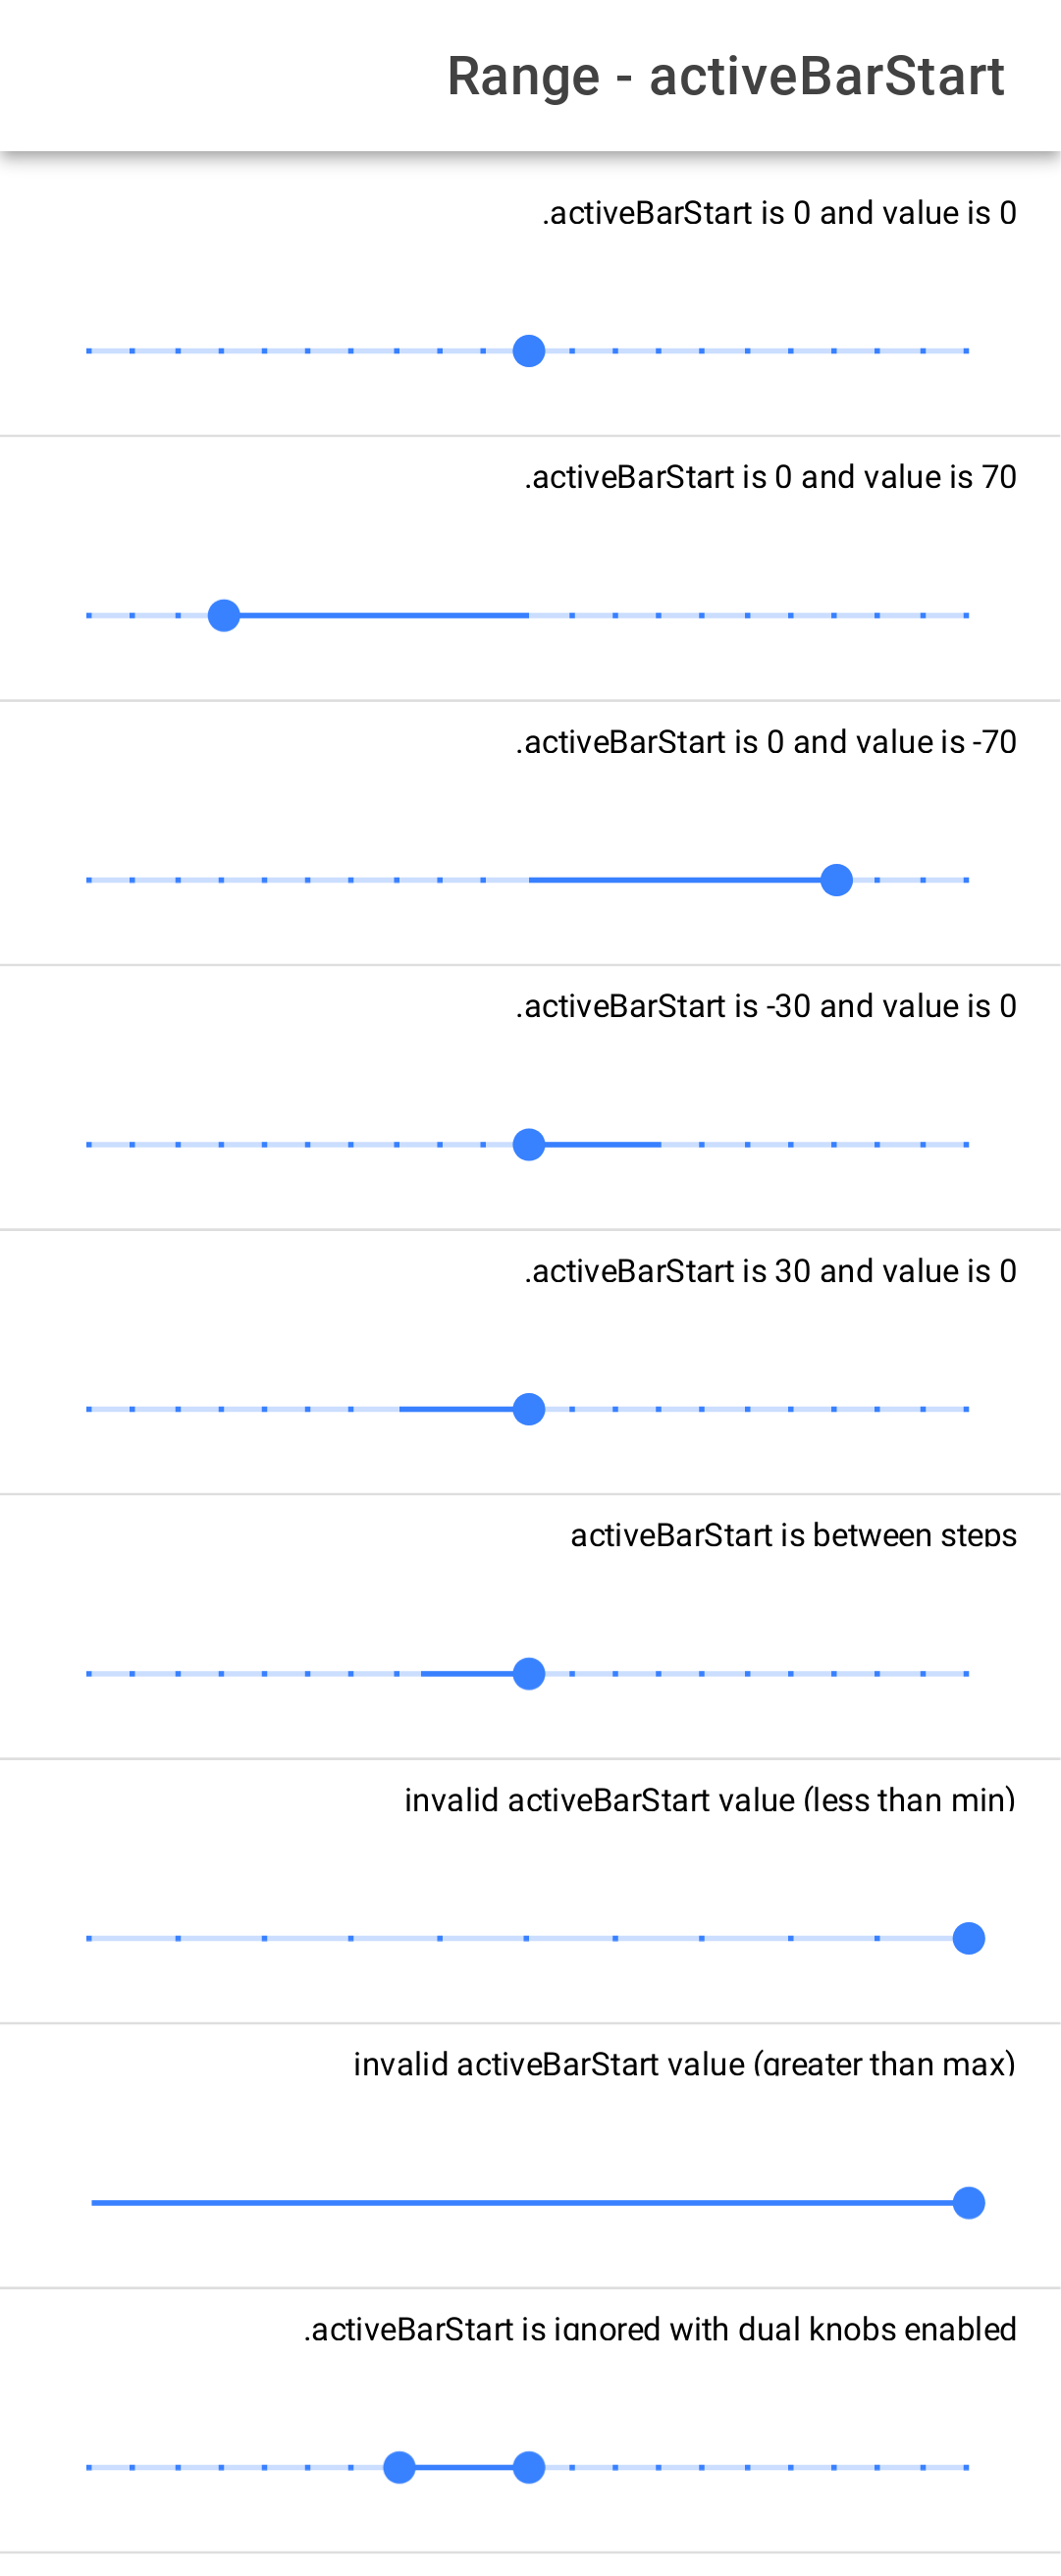 Range - activeBarStart
.activeBarStart is 0 and value is 0
.activeBarStart is 0 and value is 70
.activeBarStart is 0 and value is -70
.activeBarStart is -30 and value is 0
.activeBarStart is 30 and value is 0
activeBarStart is between steps
invalid activeBarStart value (less than min)
invalid activeBarStart value (greater than max)
.activeBarStart is ignored with dual knobs enabled